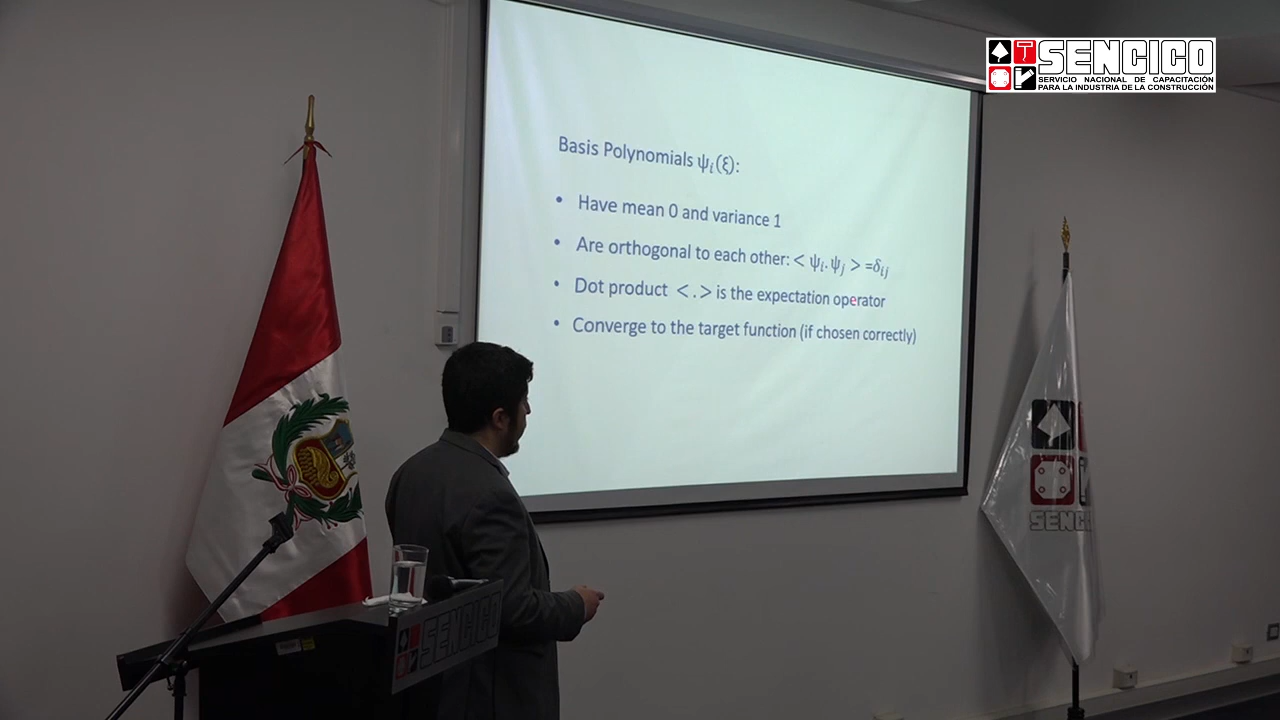 SENCICO
SERVICIO NACIONAL DE CAPACITACIÓN
PARA LA INDUSTRIA DE LA CONSTRUCCIÓN
Basis Polynomials ψᵢ(ξ):
• Have mean 0 and variance 1
• Are orthogonal to each other: < ψᵢ. ψⱼ > =δᵢⱼ
• Dot product < . > is the expectation operator
• Converge to the target function (if chosen correctly)
SENCICO